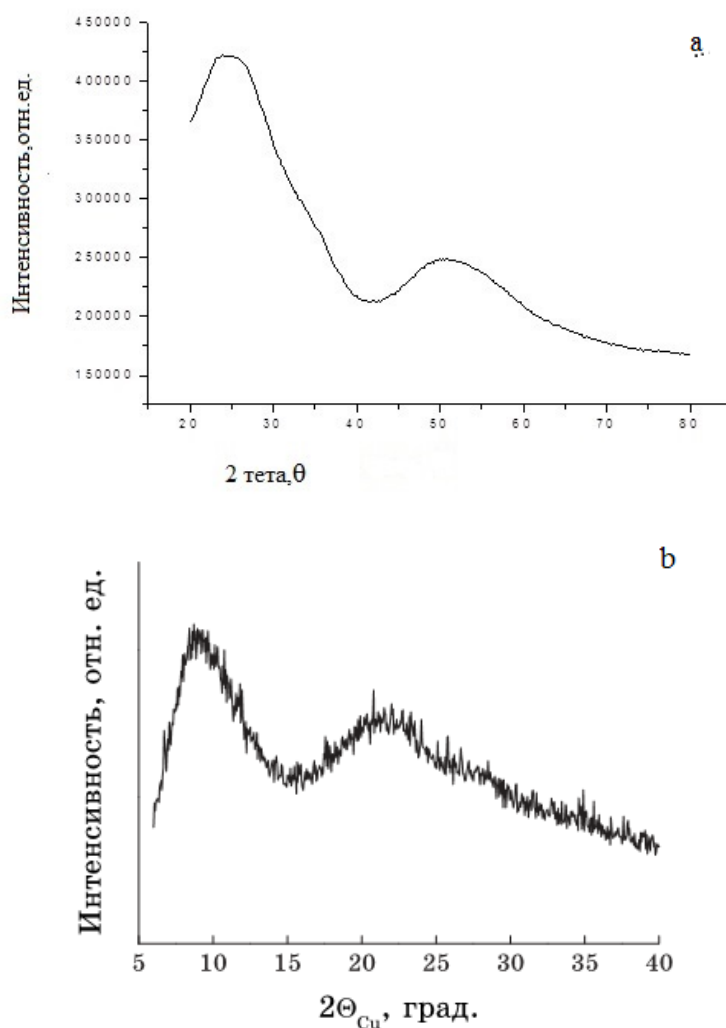 а
Интенсивность,отн.ед.
450000
400000
350000
300000
250000
200000
150000
20 30 40 50 60 70 80
2 тета,θ
b
Интенсивность, отн. ед.
5 10 15 20 25 30 35 40
2ΘCu, град.